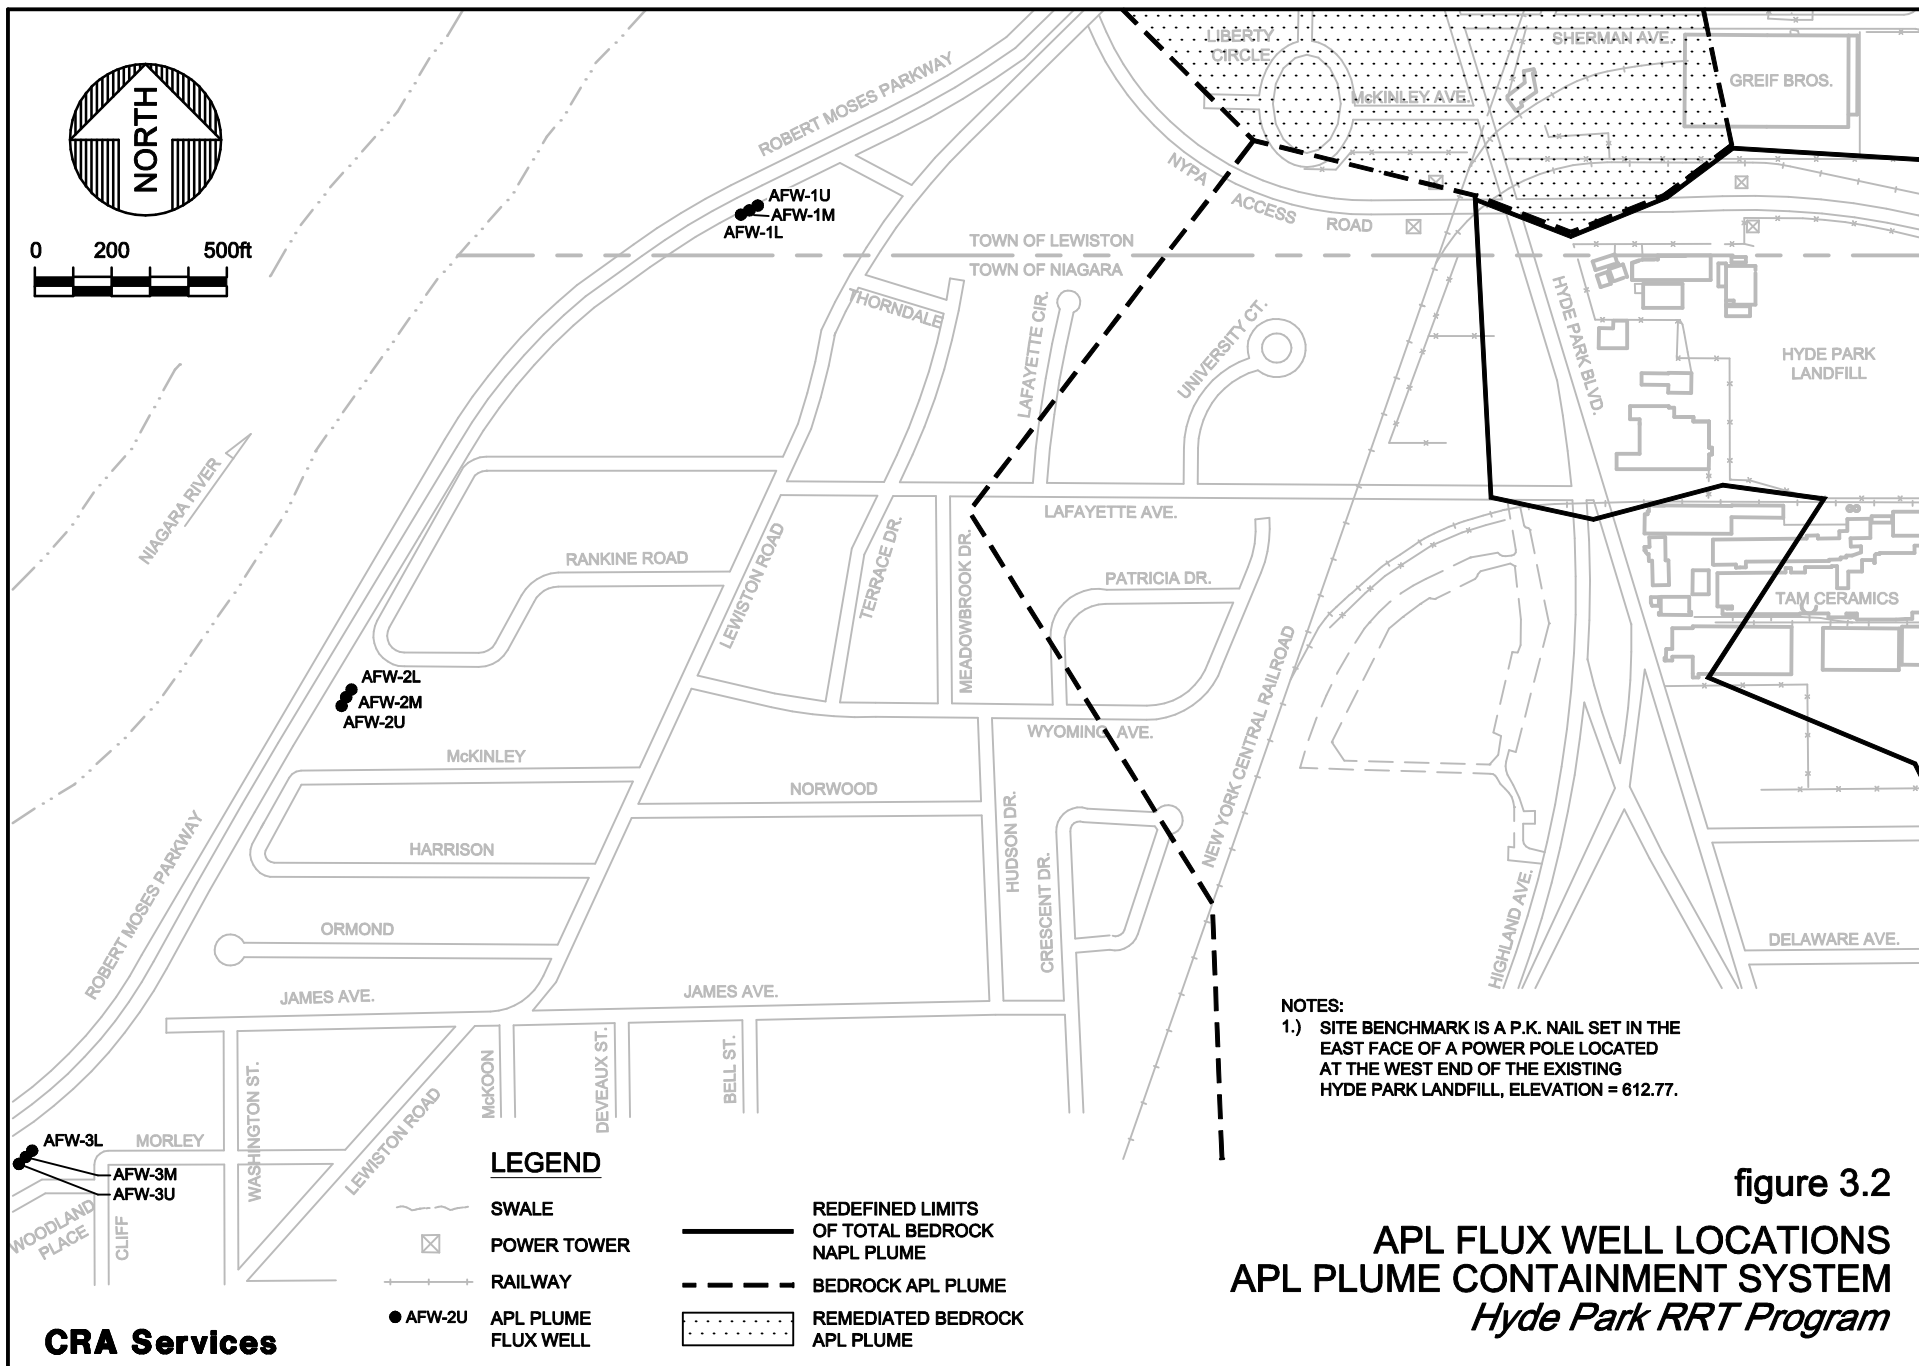 NORTH
0 200 500ft
ROBERT MOSES PARKWAY
LIBERTY
CIRCLE
SHERMAN AVE.
McKINLEY AVE.
GREIF BROS.
NYPA
ACCESS
ROAD
AFW-1U
AFW-1M
AFW-1L
TOWN OF LEWISTON
TOWN OF NIAGARA
THORNDALE
LAFAYETTE CIR.
UNIVERSITY CT.
HYDE PARK BLVD.
HYDE PARK
LANDFILL
NIAGARA RIVER
LAFAYETTE AVE.
RANKINE ROAD
LEWISTON ROAD
TERRACE DR.
MEADOWBROOK DR.
PATRICIA DR.
TAM CERAMICS
AFW-2L
AFW-2M
AFW-2U
WYOMING AVE.
NEW YORK CENTRAL RAILROAD
McKINLEY
NORWOOD
HARRISON
HUDSON DR.
CRESCENT DR.
ROBERT MOSES PARKWAY
ORMOND
HIGHLAND AVE.
DELAWARE AVE.
JAMES AVE.
JAMES AVE.
NOTES:
1.) SITE BENCHMARK IS A P.K. NAIL SET IN THE
EAST FACE OF A POWER POLE LOCATED
AT THE WEST END OF THE EXISTING
HYDE PARK LANDFILL, ELEVATION = 612.77.
WASHINGTON ST.
LEWISTON ROAD
McKOON
DEVEAUX ST.
BELL ST.
AFW-3L
MORLEY
AFW-3M
AFW-3U
WOODLAND
PLACE
CLIFF
LEGEND
SWALE
POWER TOWER
RAILWAY
AFW-2U APL PLUME
FLUX WELL
REDEFINED LIMITS
OF TOTAL BEDROCK
NAPL PLUME
BEDROCK APL PLUME
REMEDIATED BEDROCK
APL PLUME
figure 3.2
APL FLUX WELL LOCATIONS
APL PLUME CONTAINMENT SYSTEM
Hyde Park RRT Program
CRA Services